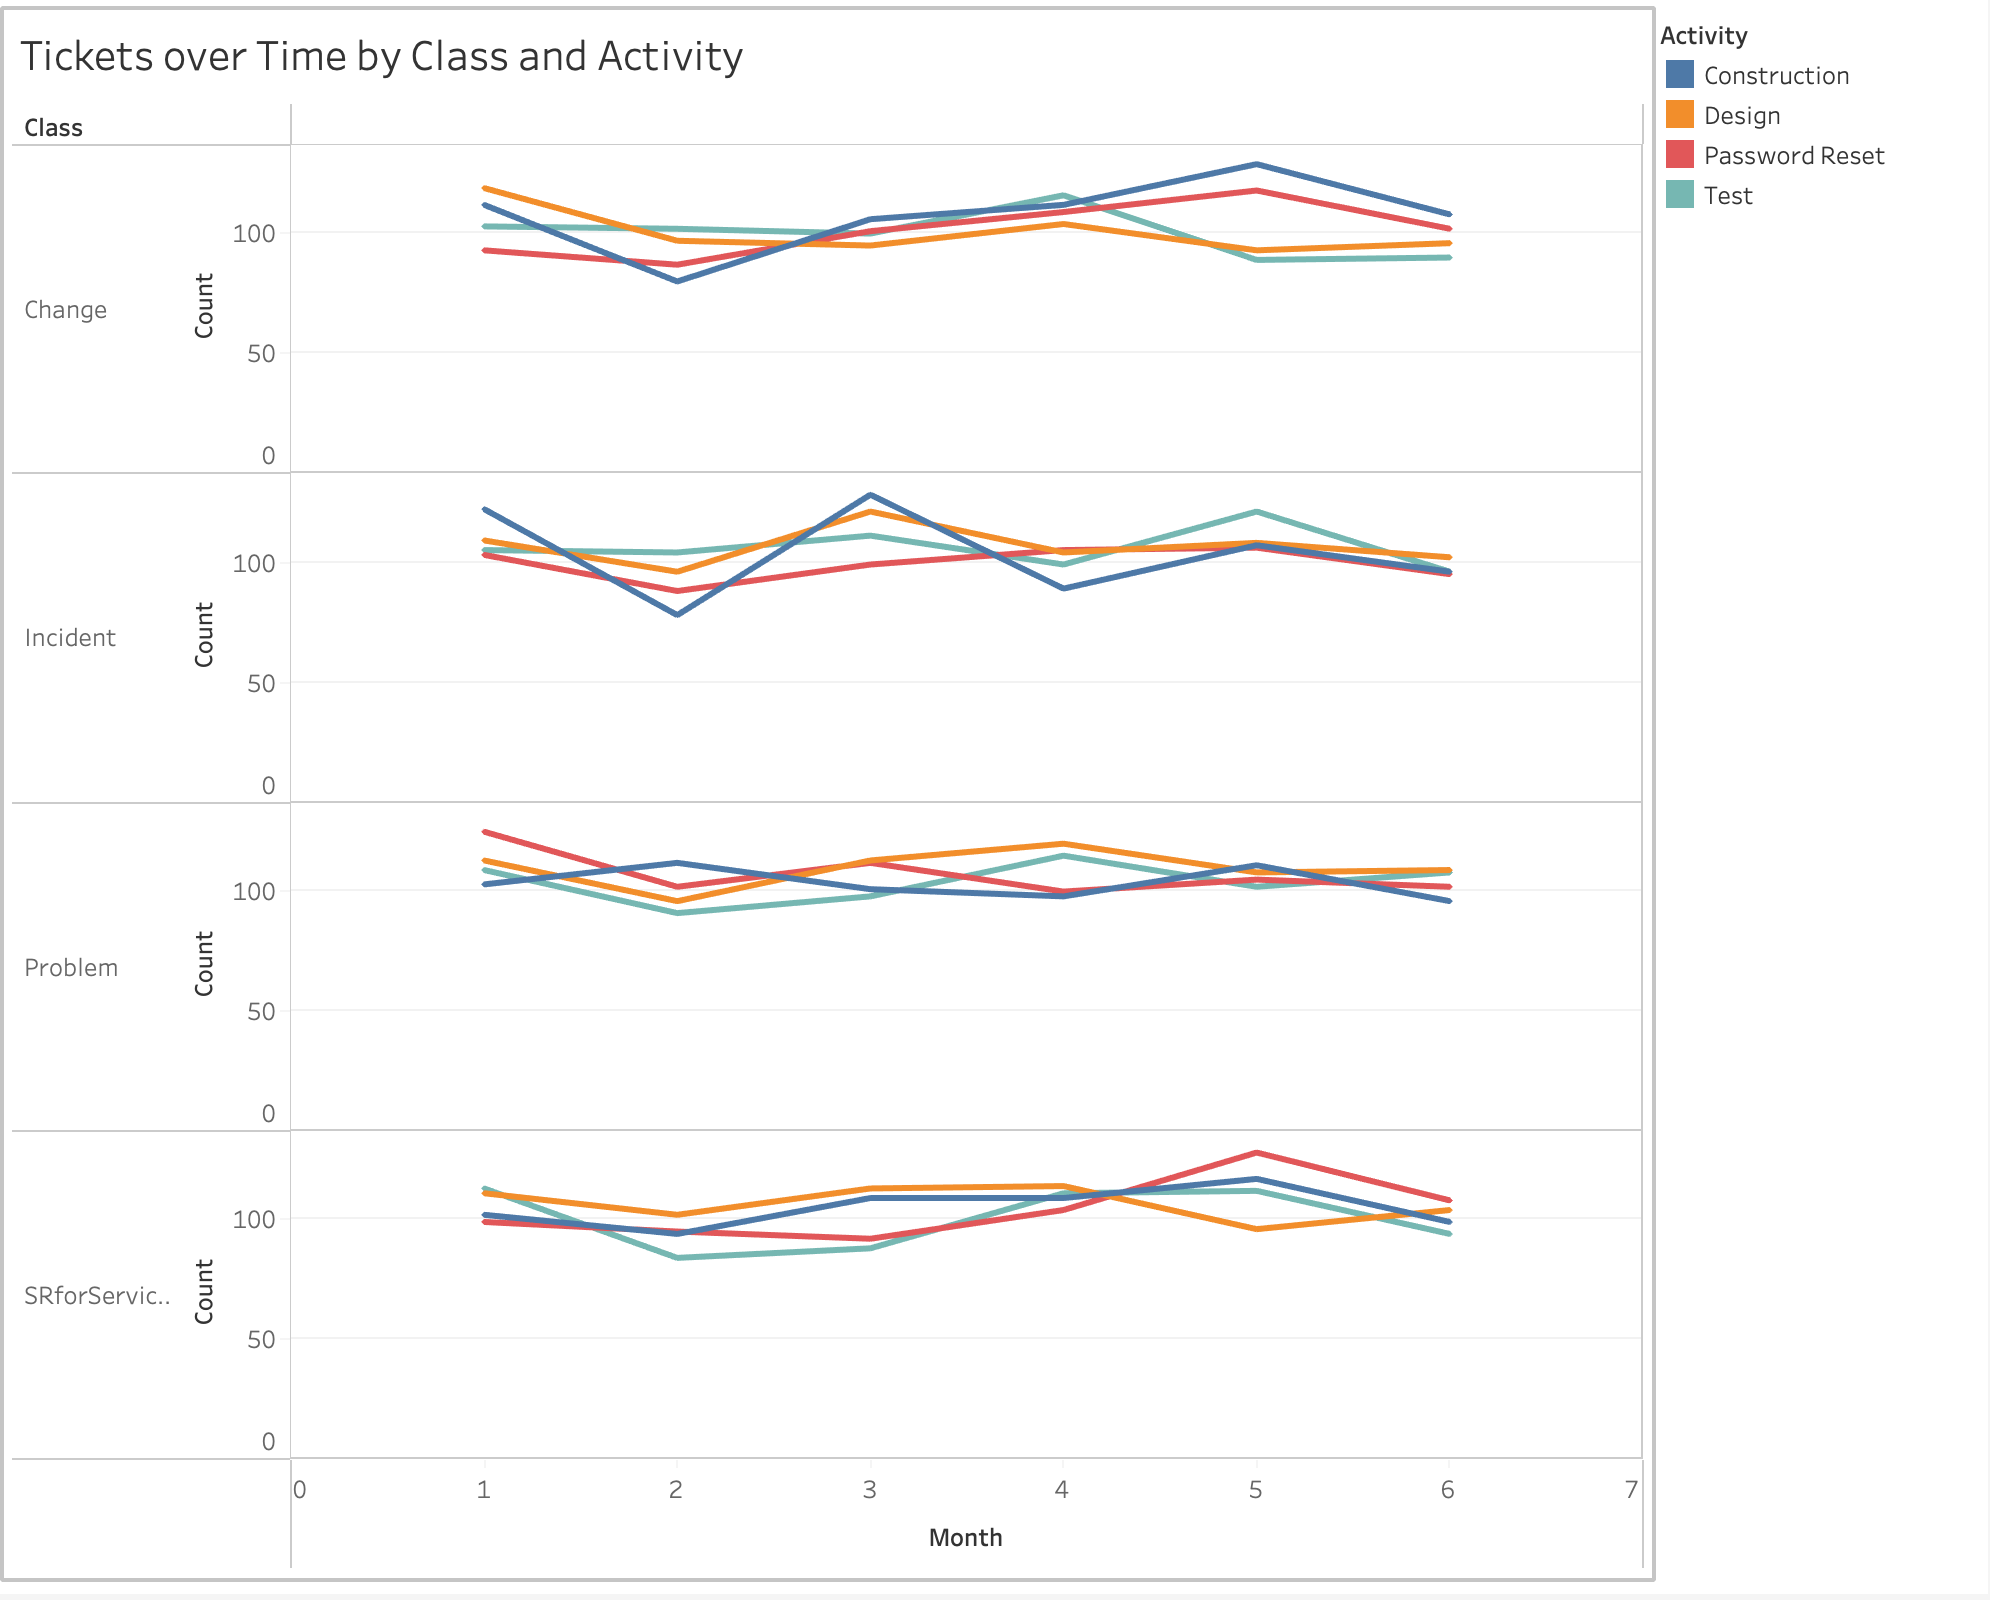 Tickets over Time by Class and Activity
Class
Change
Count
100
50
0
Incident
Count
100
50
0
Problem
Count
100
50
0
SRforServic..
Count
100
50
0
0 1 2 3 4 5 6 7
Month
Activity
Construction
Design
Password Reset
Test